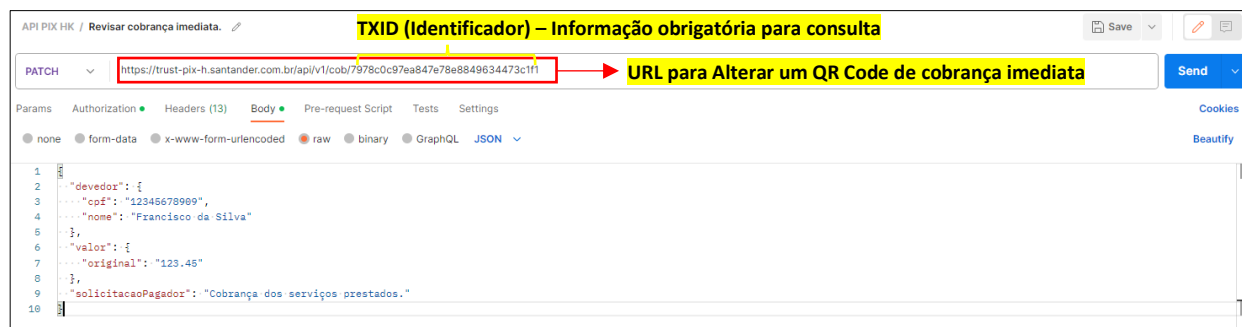 API PIX HK / Revisar cobrança imediata.
TXID (Identificador) – Informação obrigatória para consulta
Save
PATCH
https://trust-pix-h.santander.com.br/api/v1/cob/7978c0c97ea847e78e8849634473c1f1
URL para Alterar um QR Code de cobrança imediata
Send
Params Authorization Headers (13) Body Pre-request Script Tests Settings Cookies
none form-data x-www-form-urlencoded raw binary GraphQL JSON Beautify
1 {
2 "devedor": {
3 "cpf": "12345678909",
4 "nome": "Francisco da Silva"
5 },
6 "valor": {
7 "original": "123.45"
8 },
9 "solicitacaoPagador": "Cobrança dos serviços prestados."
10 }